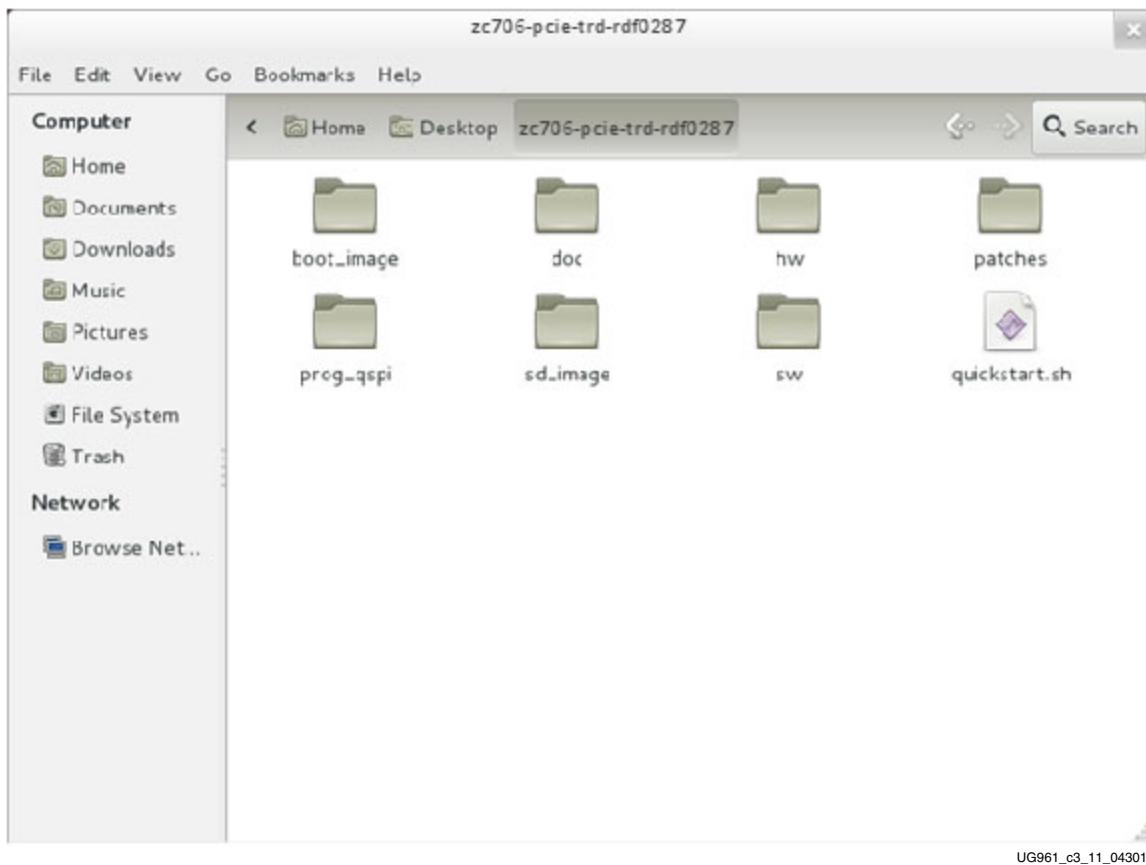 zc706-pcie-trd-rdf0287
File Edit View Go Bookmarks Help
Computer
Home
Documents
Downloads
Music
Pictures
Videos
File System
Trash
Network
Browse Net...
Home Desktop zc706-pcie-trd-rdf0287 Search
boot_image doc hw patches
prog_qspi sd_image sw quickstart.sh
UG961_c3_11_04301